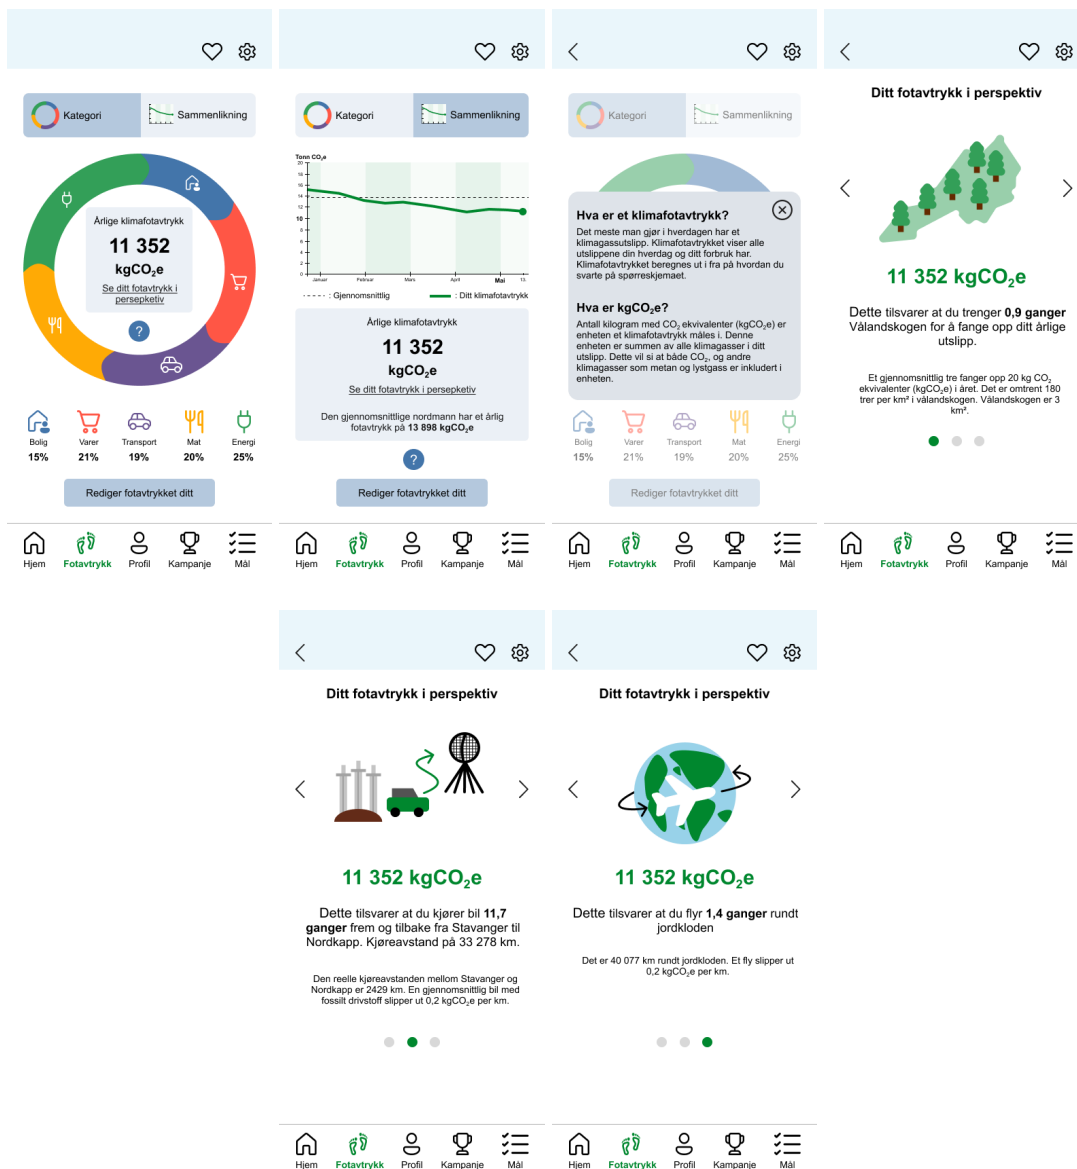 Kategori
Sammenlikning
Årlige klimafotavtrykk
11 352
kgCO₂e
Se ditt fotavtrykk i
persepketiv
?
Bolig
Varer
Transport
Mat
Energi
15%
21%
19%
20%
25%
Rediger fotavtrykket ditt
Hjem
Fotavtrykk
Profil
Kampanje
Mål
Kategori
Sammenlikning
Tonn CO₂e
20
18
16
14
12
10
8
6
4
2
0
Januar
Februar
Mars
April
Mai
13.
: Gjennomsnittlig
: Ditt klimafotavtrykk
Årlige klimafotavtrykk
11 352
kgCO₂e
Se ditt fotavtrykk i persepketiv
Den gjennomsnittlige nordmann har et årlig
fotavtrykk på 13 898 kgCO₂e
?
Rediger fotavtrykket ditt
Hjem
Fotavtrykk
Profil
Kampanje
Mål
Kategori
Sammenlikning
Hva er et klimafotavtrykk?
Det meste man gjør i hverdagen har et
klimagassutslipp. Klimafotavtrykket viser alle
utslippene din hverdag og ditt forbruk har.
Klimafotavtrykket beregnes ut i fra på hvordan du
svarte på spørreskjemaet.
Hva er kgCO₂e?
Antall kilogram med CO₂ ekvivalenter (kgCO₂e) er
enheten et klimafotavtrykk måles i. Denne
enheten er summen av alle klimagasser i ditt
utslipp. Dette vil si at både CO₂, og andre
klimagasser som metan og lystgass er inkludert i
enheten.
Bolig
Varer
Transport
Mat
Energi
15%
21%
19%
20%
25%
Rediger fotavtrykket ditt
Hjem
Fotavtrykk
Profil
Kampanje
Mål
Ditt fotavtrykk i perspektiv
11 352 kgCO₂e
Dette tilsvarer at du trenger 0,9 ganger
Vålandskogen for å fange opp ditt årlige
utslipp.
Et gjennomsnittlig tre fanger opp 20 kg CO₂
ekvivalenter (kgCO₂e) i året. Det er omtrent 180
trer per km² i vålandskogen. Vålandskogen er 3
km².
Hjem
Fotavtrykk
Profil
Kampanje
Mål
Ditt fotavtrykk i perspektiv
11 352 kgCO₂e
Dette tilsvarer at du kjører bil 11,7
ganger frem og tilbake fra Stavanger til
Nordkapp. Kjøreavstand på 33 278 km.
Den reelle kjøreavstanden mellom Stavanger og
Nordkapp er 2429 km. En gjennomsnittlig bil med
fossilt drivstoff slipper ut 0,2 kgCO₂e per km.
Hjem
Fotavtrykk
Profil
Kampanje
Mål
Ditt fotavtrykk i perspektiv
11 352 kgCO₂e
Dette tilsvarer at du flyr 1,4 ganger rundt
jordkloden
Det er 40 077 km rundt jordkloden. Et fly slipper ut
0,2 kgCO₂e per km.
Hjem
Fotavtrykk
Profil
Kampanje
Mål